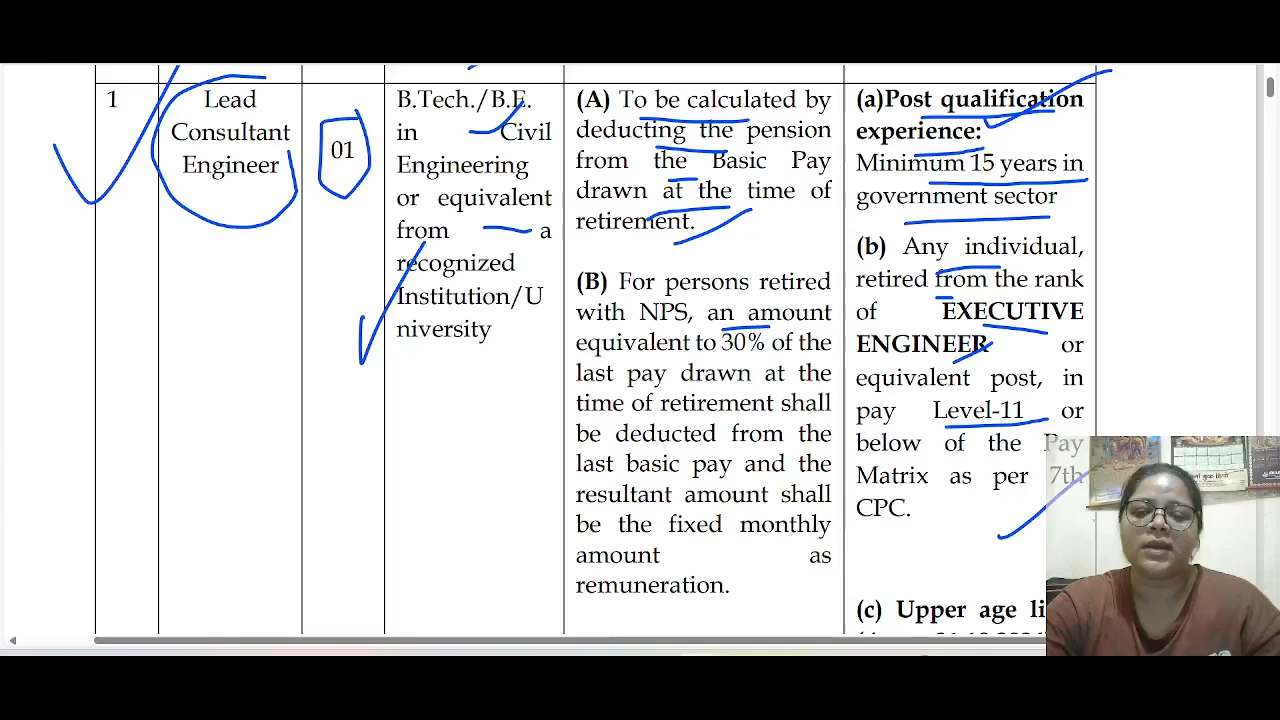 1
Lead
Consultant
Engineer
01
B.Tech./B.E.
in Civil
Engineering
or equivalent
from a
recognized
Institution/U
niversity
(A) To be calculated by
deducting the pension
from the Basic Pay
drawn at the time of
retirement.
(B) For persons retired
with NPS, an amount
equivalent to 30% of the
last pay drawn at the
time of retirement shall
be deducted from the
last basic pay and the
resultant amount shall
be the fixed monthly
amount as
remuneration.
(a)Post qualification
experience:
Minimum 15 years in
government sector
(b) Any individual,
retired from the rank
of EXECUTIVE
ENGINEER or
equivalent post, in
pay Level-11 or
below of the Pay
Matrix as per 7th
CPC.
(c) Upper age li